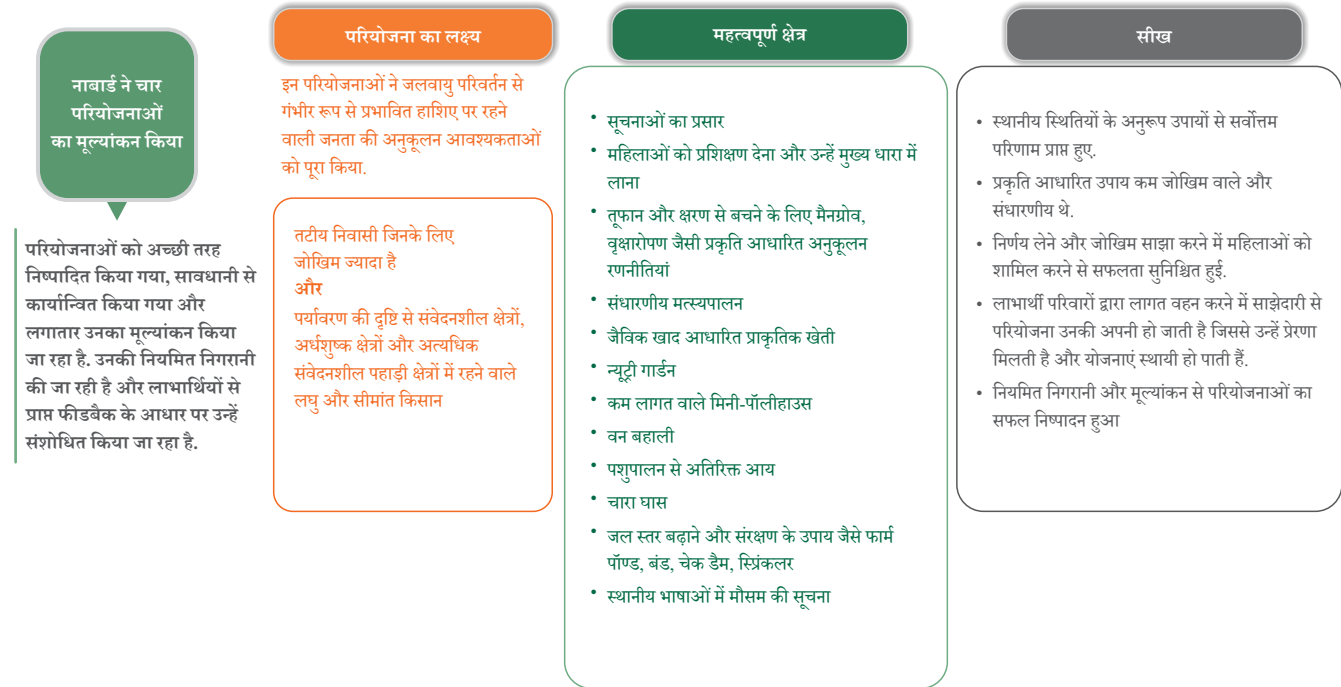 नाबार्ड ने चार
परियोजनाओं
का मूल्यांकन किया
परियोजनाओं को अच्छी तरह
निष्पादित किया गया, सावधानी से
कार्यान्वित किया गया और
लगातार उनका मूल्यांकन किया
जा रहा है. उनकी नियमित निगरानी
की जा रही है और लाभार्थियों से
प्राप्त फीडबैक के आधार पर उन्हें
संशोधित किया जा रहा है.
परियोजना का लक्ष्य
इन परियोजनाओं ने जलवायु परिवर्तन से
गंभीर रूप से प्रभावित हाशिए पर रहने
वाली जनता की अनुकूलन आवश्यकताओं
को पूरा किया.
तटीय निवासी जिनके लिए
जोखिम ज्यादा है
और
पर्यावरण की दृष्टि से संवेदनशील क्षेत्रों,
अर्धशुष्क क्षेत्रों और अत्यधिक
संवेदनशील पहाड़ी क्षेत्रों में रहने वाले
लघु और सीमांत किसान
महत्वपूर्ण क्षेत्र
• सूचनाओं का प्रसार
• महिलाओं को प्रशिक्षण देना और उन्हें मुख्य धारा में
लाना
• तूफान और क्षरण से बचने के लिए मैनग्रोव,
वृक्षारोपण जैसी प्रकृति आधारित अनुकूलन
रणनीतियां
• संधारणीय मत्स्यपालन
• जैविक खाद आधारित प्राकृतिक खेती
• न्यूट्री गार्डन
• कम लागत वाले मिनी-पॉलीहाउस
• वन बहाली
• पशुपालन से अतिरिक्त आय
• चारा घास
• जल स्तर बढ़ाने और संरक्षण के उपाय जैसे फार्म
पॉण्ड, बंड, चेक डैम, स्प्रिंकलर
• स्थानीय भाषाओं में मौसम की सूचना
सीख
• स्थानीय स्थितियों के अनुरूप उपायों से सर्वोत्तम
परिणाम प्राप्त हुए.
• प्रकृति आधारित उपाय कम जोखिम वाले और
संधारणीय थे.
• निर्णय लेने और जोखिम साझा करने में महिलाओं को
शामिल करने से सफलता सुनिश्चित हुई.
• लाभार्थी परिवारों द्वारा लागत वहन करने में साझेदारी से
परियोजना उनकी अपनी हो जाती है जिससे उन्हें प्रेरणा
मिलती है और योजनाएं स्थायी हो पाती हैं.
• नियमित निगरानी और मूल्यांकन से परियोजनाओं का
सफल निष्पादन हुआ